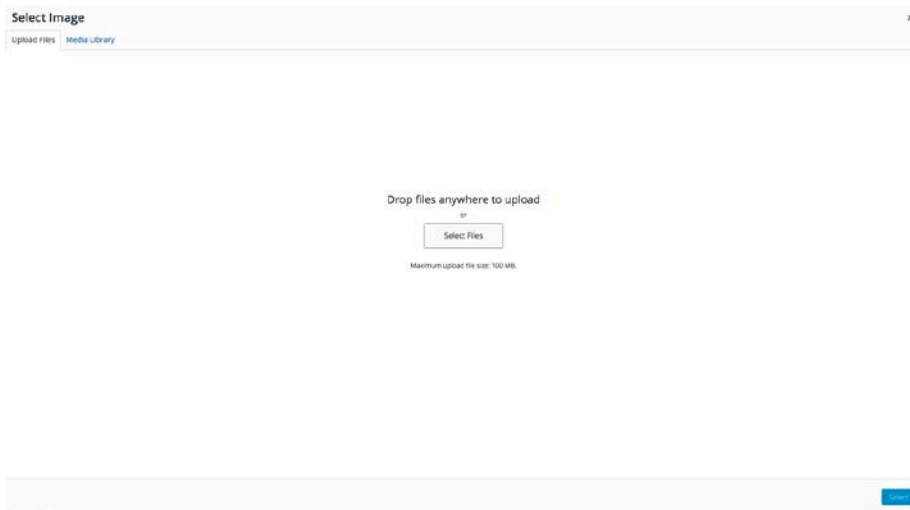 Select Image
Upload Files Media Library
Drop files anywhere to upload
or
Select Files
Maximum upload file size: 100 MB.
Select